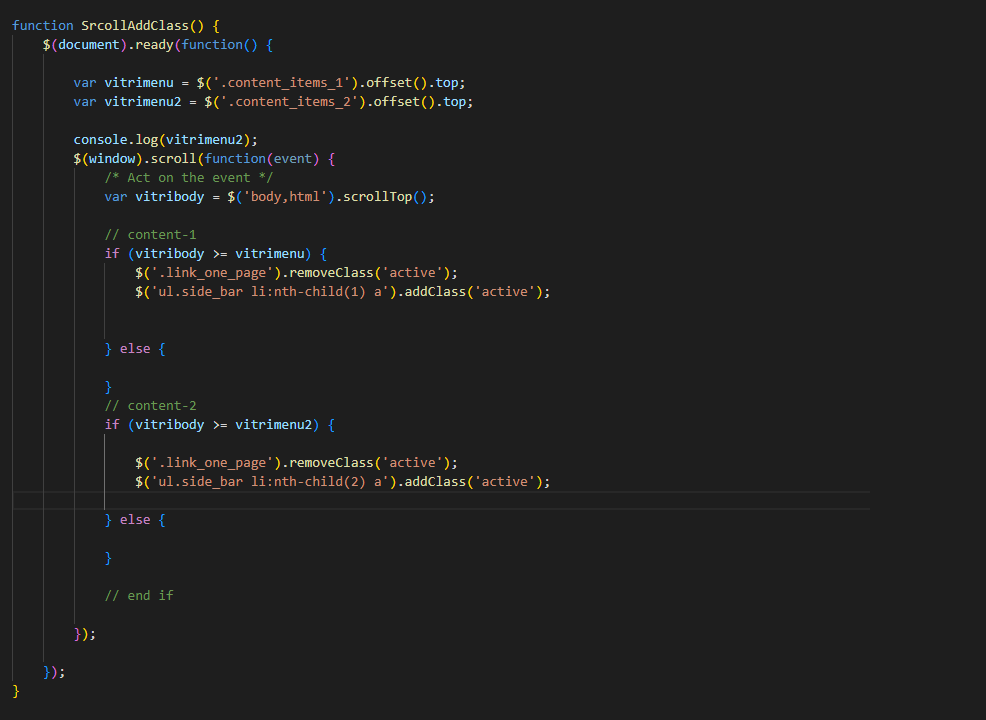 function SrcollAddClass() {
$(document).ready(function() {
var vitrimenu = $('.content_items_1').offset().top;
var vitrimenu2 = $('.content_items_2').offset().top;
console.log(vitrimenu2);
$(window).scroll(function(event) {
/* Act on the event */
var vitribody = $('body,html').scrollTop();
// content-1
if (vitribody >= vitrimenu) {
$('.link_one_page').removeClass('active');
$('ul.side_bar li:nth-child(1) a').addClass('active');
} else {
}
// content-2
if (vitribody >= vitrimenu2) {
$('.link_one_page').removeClass('active');
$('ul.side_bar li:nth-child(2) a').addClass('active');
} else {
}
// end if
});
});
}